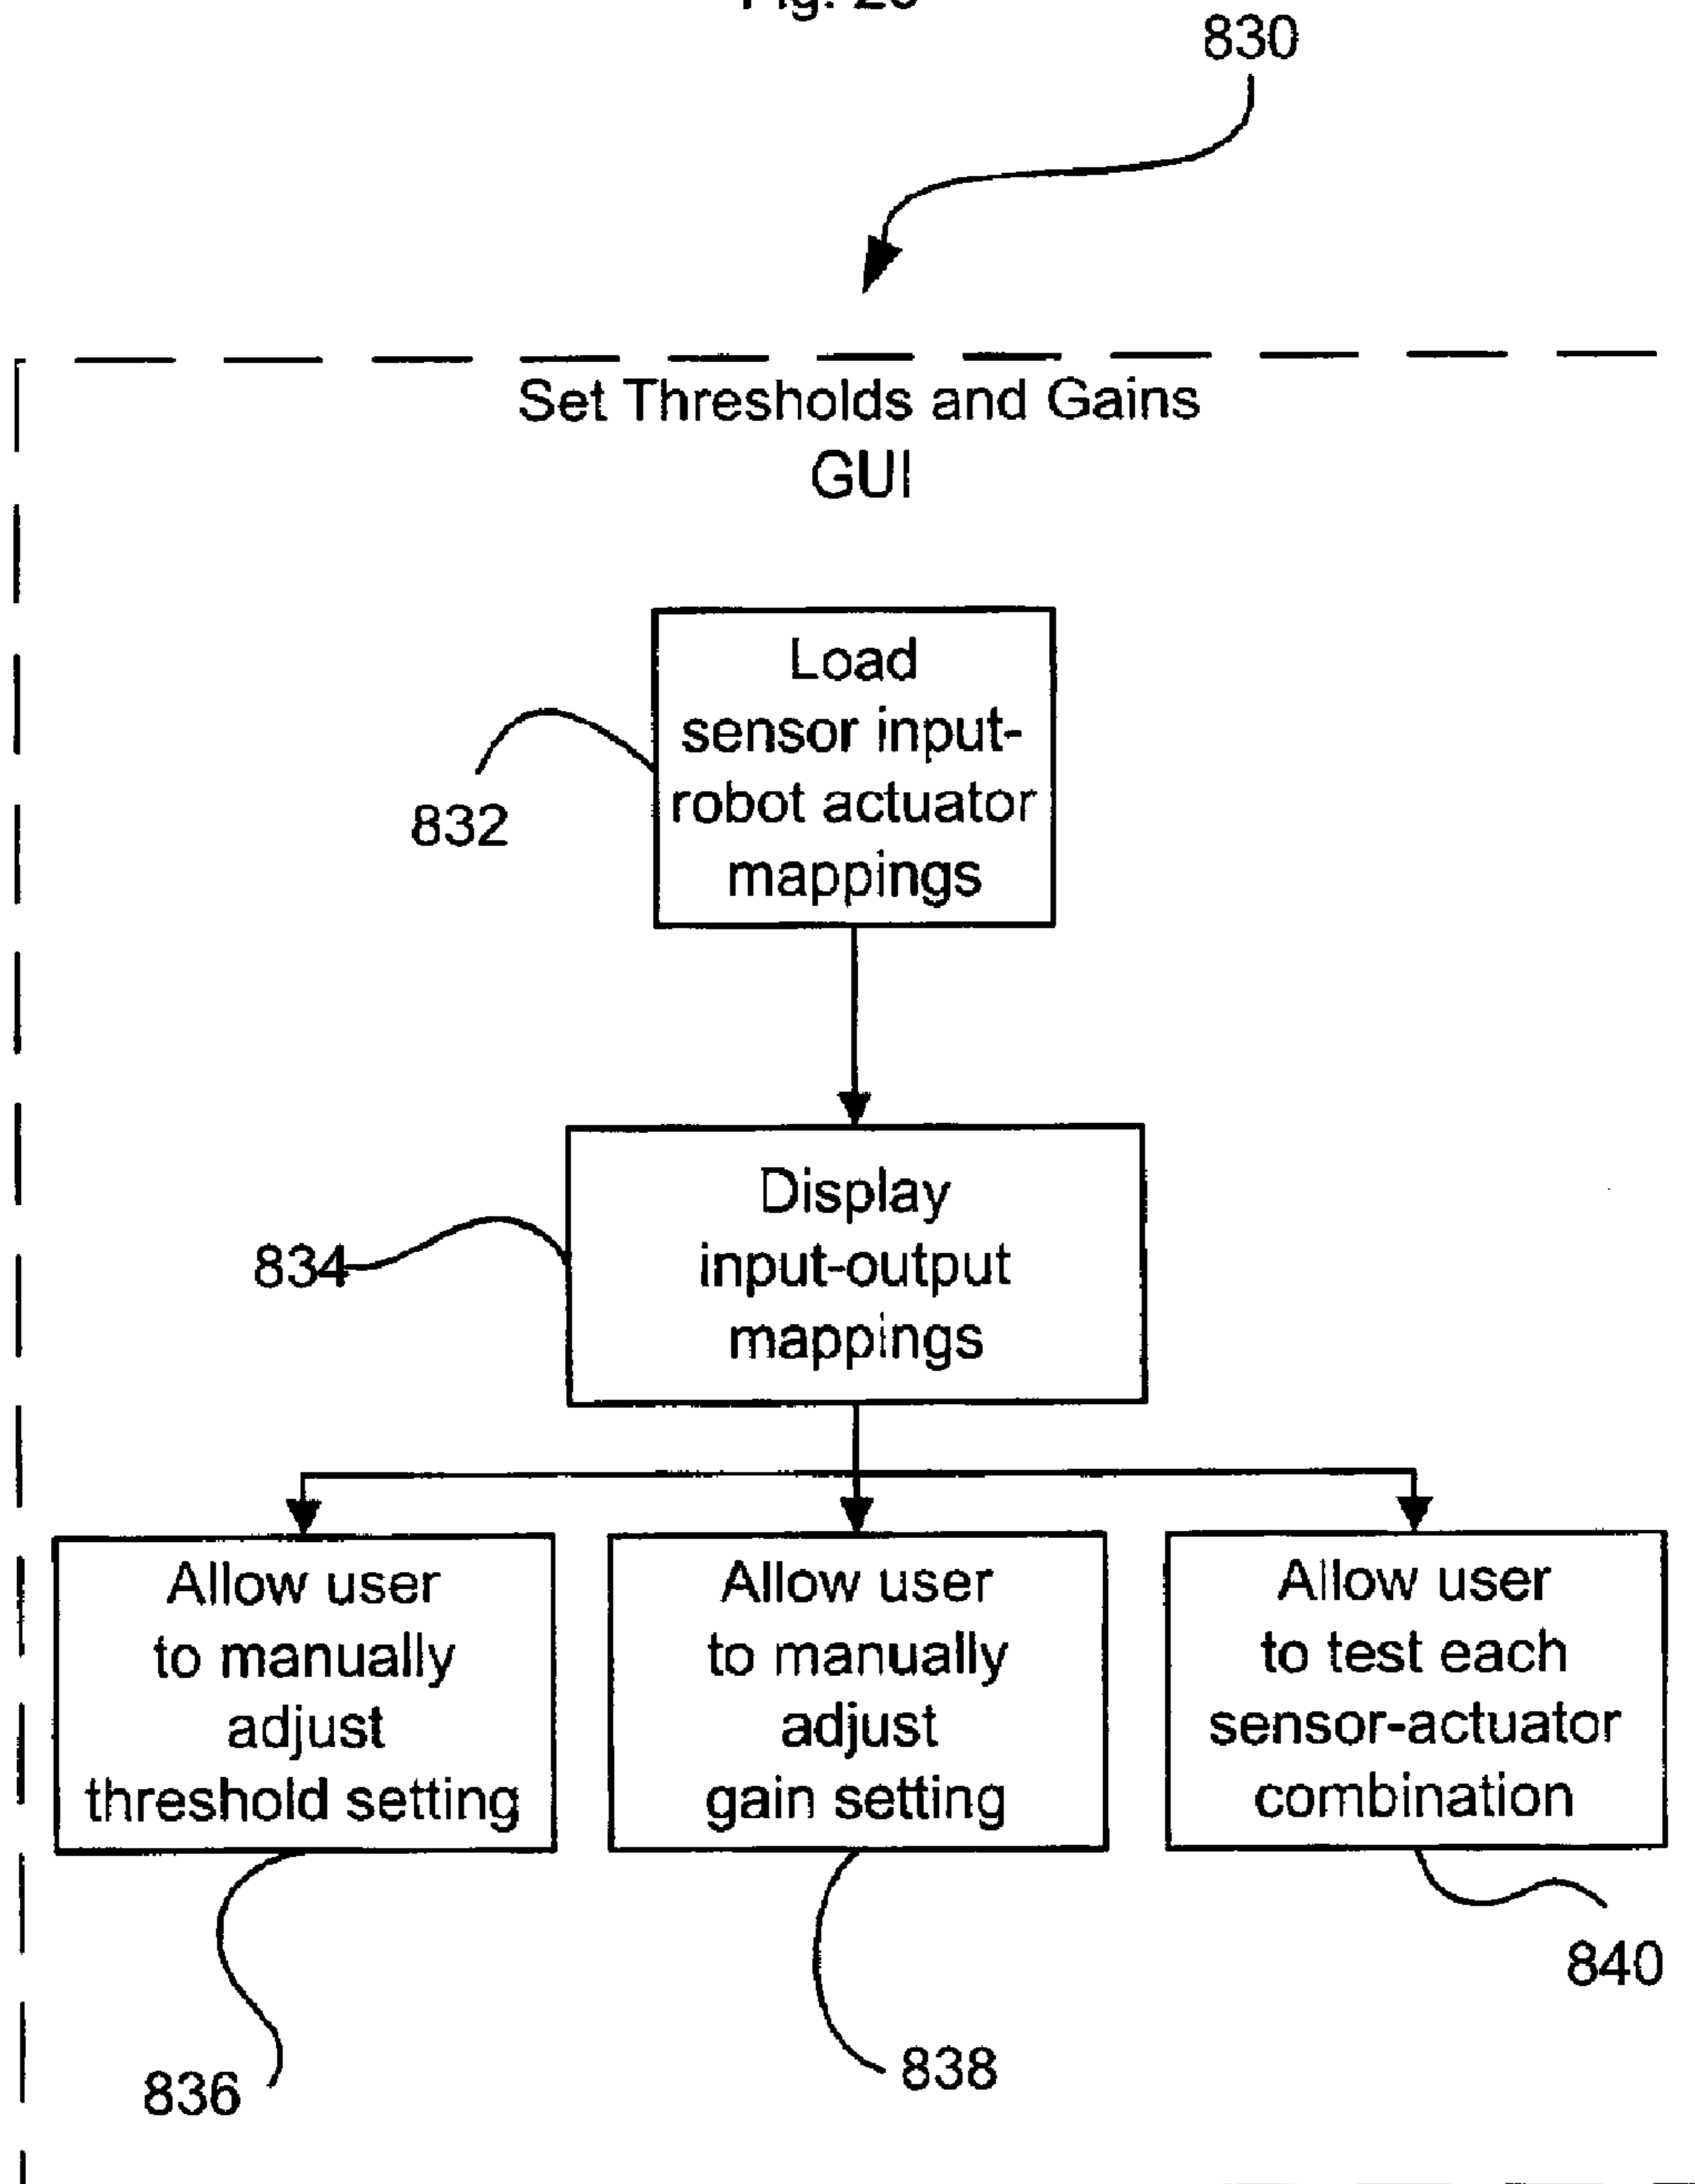 Fig.
830
Set Thresholds and Gains
GUI
Load
sensor input-
robot actuator
mappings
832
Display
input-output
mappings
834
Allow user
to manually
adjust
threshold setting
Allow user
to manually
adjust
gain setting
Allow user
to test each
sensor-actuator
combination
836
838
840